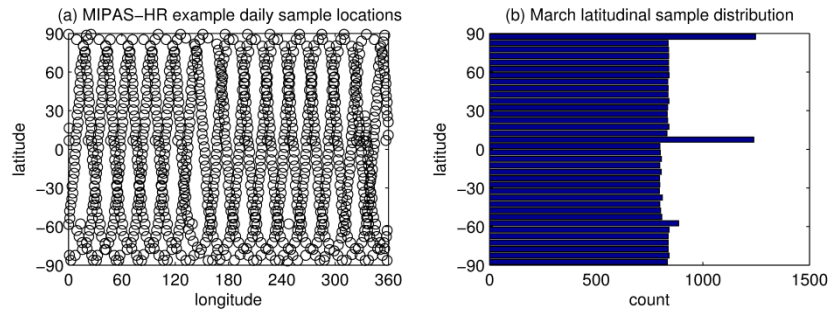 (a) MIPAS−HR example daily sample locations
90
60
30
0
−30
−60
−90
latitude
0 60 120 180 240 300 360
longitude
(b) March latitudinal sample distribution
90
60
30
0
−30
−60
−90
latitude
0 500 1000 1500
count